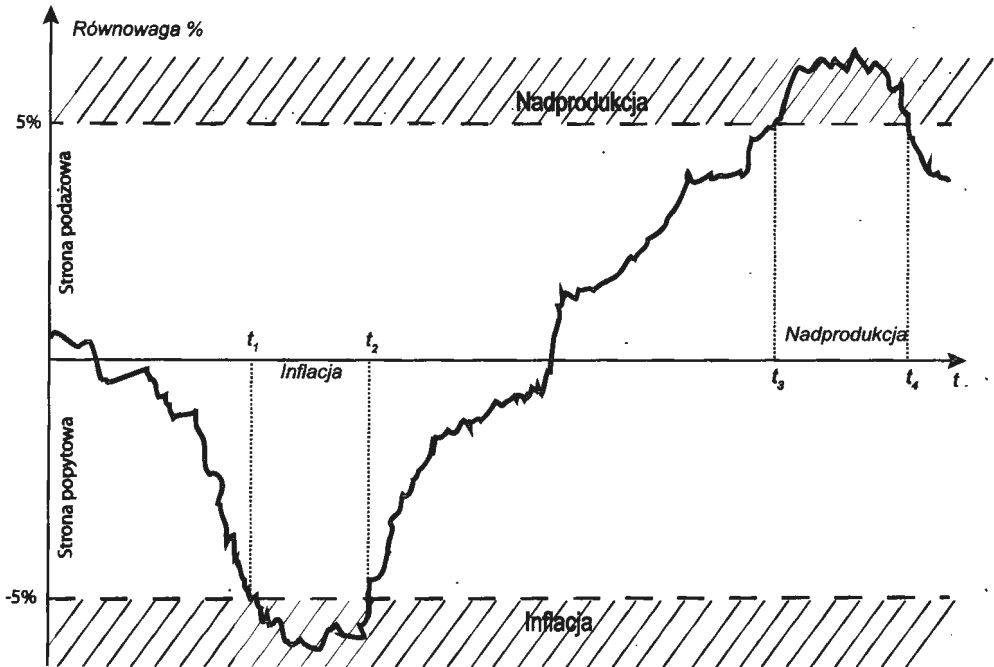 Równowaga %
Nadprodukcja
5%
Strona podażowa
t1
t2
Nadprodukcja
Inflacja
t3
t4
t
Strona popytowa
-5%
Inflacja